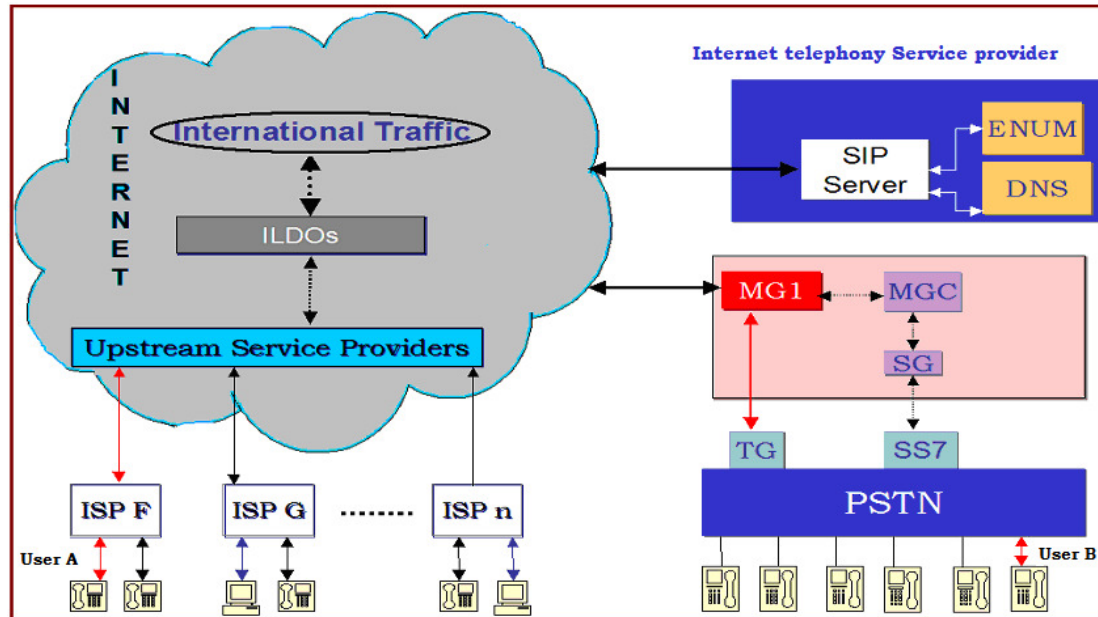 INTERNET
International Traffic
ILDOs
Upstream Service Providers
Internet telephony Service provider
SIP
Server
ENUM
DNS
MG1
MGC
SG
TG
SS7
PSTN
ISP F
ISP G
.........
ISP n
User A
User B